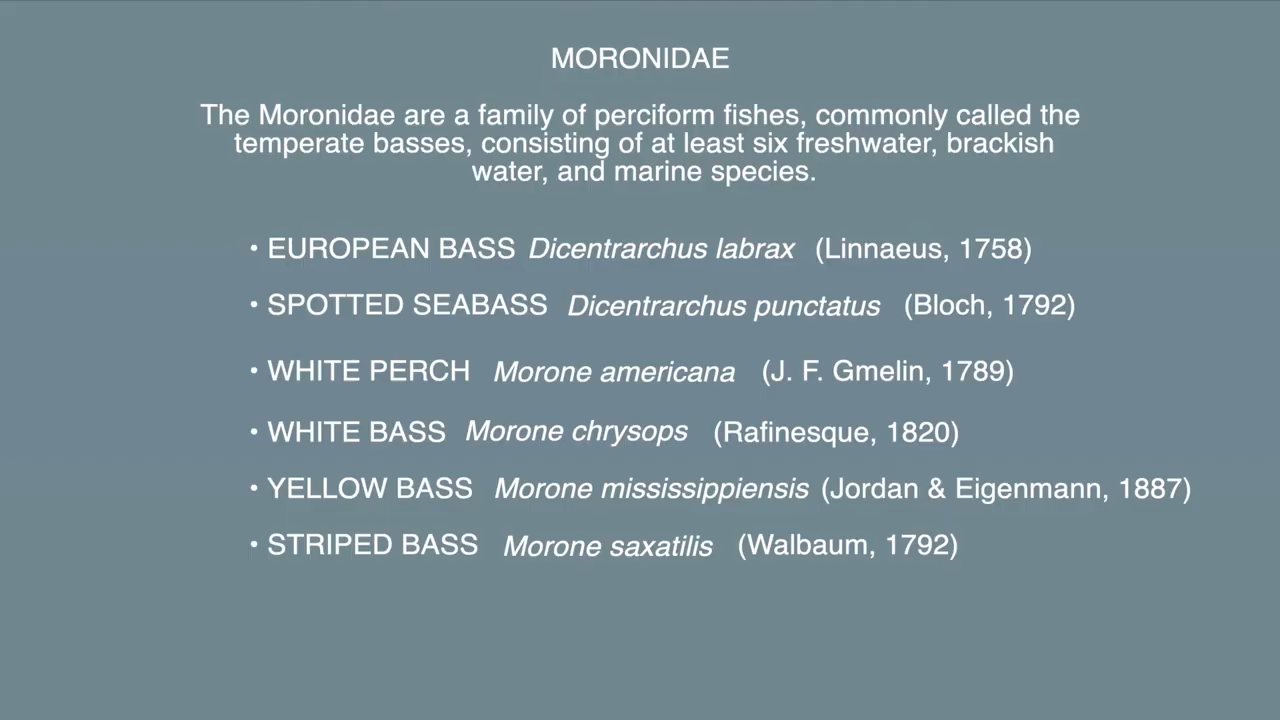 MORONIDAE
The Moronidae are a family of perciform fishes, commonly called the
temperate basses, consisting of at least six freshwater, brackish
water, and marine species.
• EUROPEAN BASS Dicentrarchus labrax (Linnaeus, 1758)
• SPOTTED SEABASS Dicentrarchus punctatus (Bloch, 1792)
• WHITE PERCH Morone americana (J. F. Gmelin, 1789)
• WHITE BASS Morone chrysops (Rafinesque, 1820)
• YELLOW BASS Morone mississippiensis (Jordan & Eigenmann, 1887)
• STRIPED BASS Morone saxatilis (Walbaum, 1792)